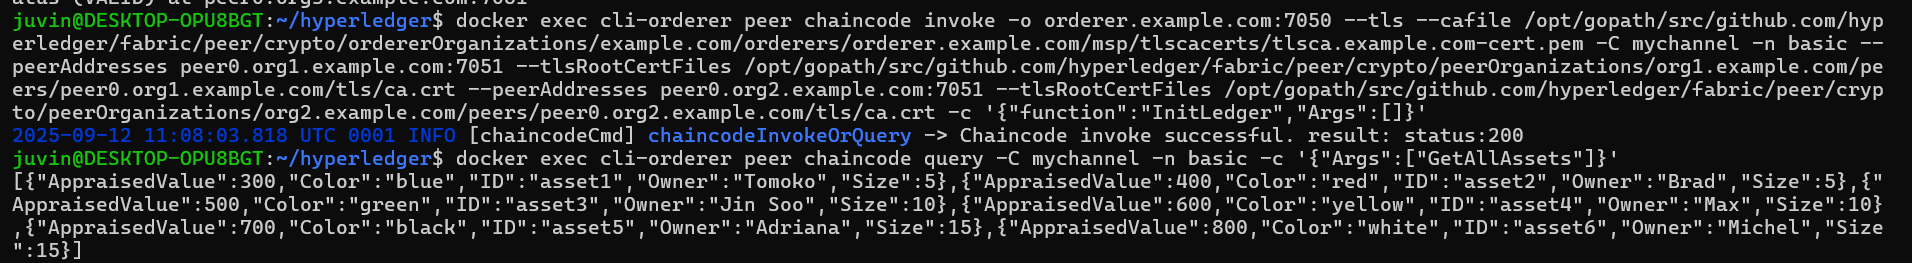 juvin@DESKTOP-OPU8BGT:~/hyperledger$ docker exec cli-orderer peer chaincode invoke -o orderer.example.com:7050 --tls --cafile /opt/gopath/src/github.com/hyp
erledger/fabric/peer/crypto/ordererOrganizations/example.com/orderers/orderer.example.com/msp/tlscacerts/tlsca.example.com-cert.pem -C mychannel -n basic --
peerAddresses peer0.org1.example.com:7051 --tlsRootCertFiles /opt/gopath/src/github.com/hyperledger/fabric/peer/crypto/peerOrganizations/org1.example.com/pe
ers/peer0.org1.example.com/tls/ca.crt --peerAddresses peer0.org2.example.com:7051 --tlsRootCertFiles /opt/gopath/src/github.com/hyperledger/fabric/peer/cryp
to/peerOrganizations/org2.example.com/peers/peer0.org2.example.com/tls/ca.crt -c '{"function":"InitLedger","Args":[]}'
2025-09-12 11:08:03.818 UTC 0001 INFO [chaincodeCmd] chaincodeInvokeOrQuery -> Chaincode invoke successful. result: status:200
juvin@DESKTOP-OPU8BGT:~/hyperledger$ docker exec cli-orderer peer chaincode query -C mychannel -n basic -c '{"Args":["GetAllAssets"]}'
[{"AppraisedValue":300,"Color":"blue","ID":"asset1","Owner":"Tomoko","Size":5},{"AppraisedValue":400,"Color":"red","ID":"asset2","Owner":"Brad","Size":5},{"
AppraisedValue":500,"Color":"green","ID":"asset3","Owner":"Jin Soo","Size":10},{"AppraisedValue":600,"Color":"yellow","ID":"asset4","Owner":"Max","Size":10}
,{"AppraisedValue":700,"Color":"black","ID":"asset5","Owner":"Adriana","Size":15},{"AppraisedValue":800,"Color":"white","ID":"asset6","Owner":"Michel","Size
":15}]